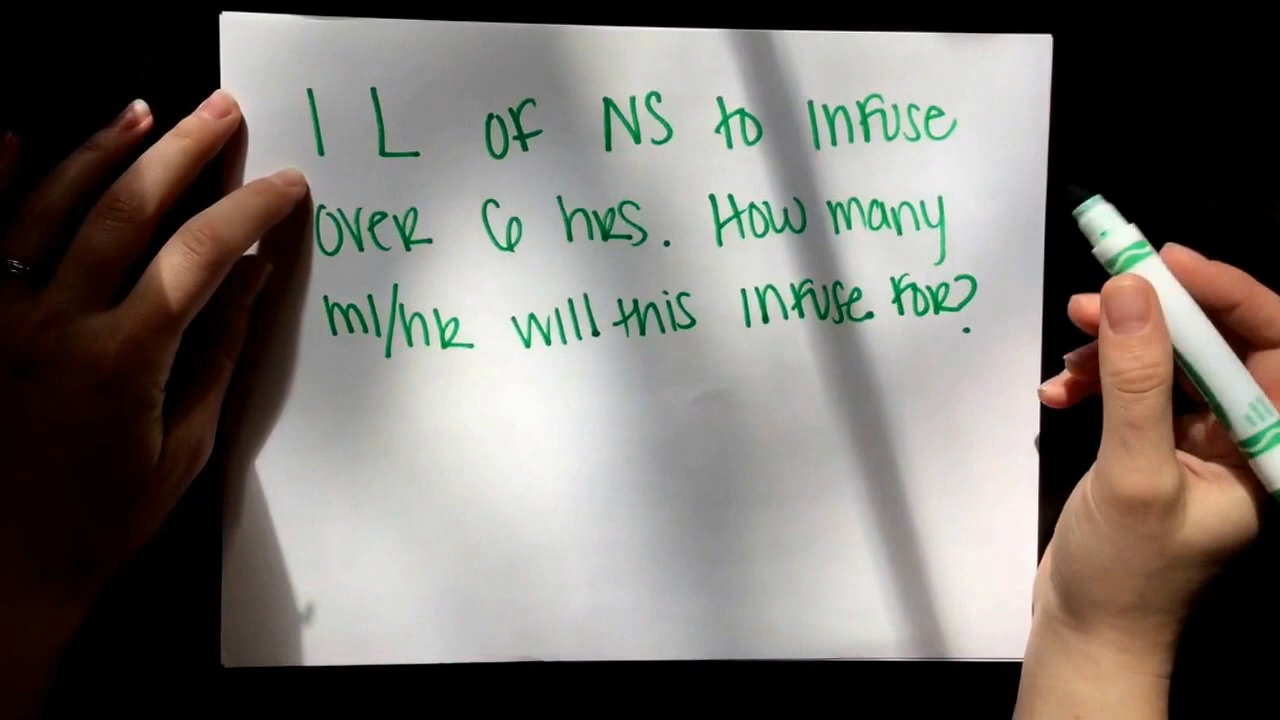 1 L of NS to infuse
over 6 hrs. How many
ml/hr will this infuse for?